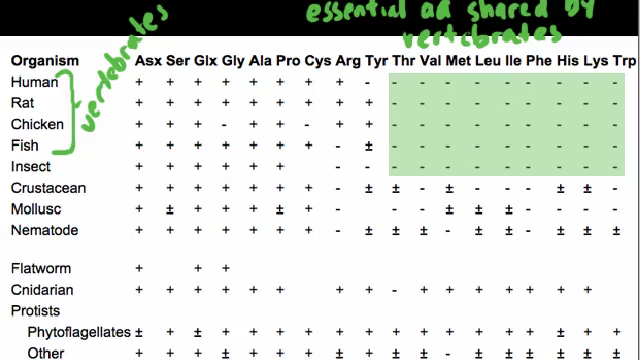 essential aa shared by
vertebrates
vertebrates
Organism Asx Ser Glx Gly Ala Pro Cys Arg Tyr Thr Val Met Leu Ile Phe His Lys Trp
Human + + + + + + + + - - - - - - - - - -
Rat + + + + + + + + + - - - - - - - - -
Chicken + + + - + + - + + - - - - - - - - -
Fish + + + + + + + - ± - - - - - - - - -
Insect + + + + + + - - - - - - - - - - -
Crustacean + + + + + + + - ± ± - ± - - - ± ± -
Mollusc + ± + + + ± + - - - ± ± ± - - - -
Nematode + + + + + + + - ± ± ± - ± ± - ± ± ±
Flatworm + + +
Cnidarian + + + + + + + + - + + + + + + +
Protists
Phytoflagellates ± + ± + + + + + + + + + + + + ± + +
Other + + + ± + + + ± + ± ± - ± ± ± ± ± ±